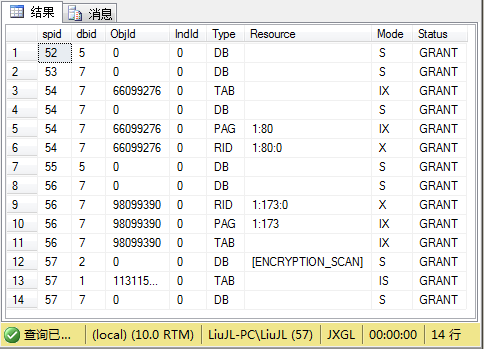 结果 消息
spid dbid ObjId IndId Type Resource Mode Status
1 52 5 0 0 DB S GRANT
2 53 7 0 0 DB S GRANT
3 54 7 66099276 0 TAB IX GRANT
4 54 7 0 0 DB S GRANT
5 54 7 66099276 0 PAG 1:80 IX GRANT
6 54 7 66099276 0 RID 1:80:0 X GRANT
7 55 5 0 0 DB S GRANT
8 56 7 0 0 DB S GRANT
9 56 7 98099390 0 RID 1:173:0 X GRANT
10 56 7 98099390 0 PAG 1:173 IX GRANT
11 56 7 98099390 0 TAB IX GRANT
12 57 2 0 0 DB [ENCRYPTION_SCAN] S GRANT
13 57 1 113115... 0 TAB IS GRANT
14 57 7 0 0 DB S GRANT
查询已... (local) (10.0 RTM) LiuJL-PC\LiuJL (57) JXGL 00:00:00 14 行